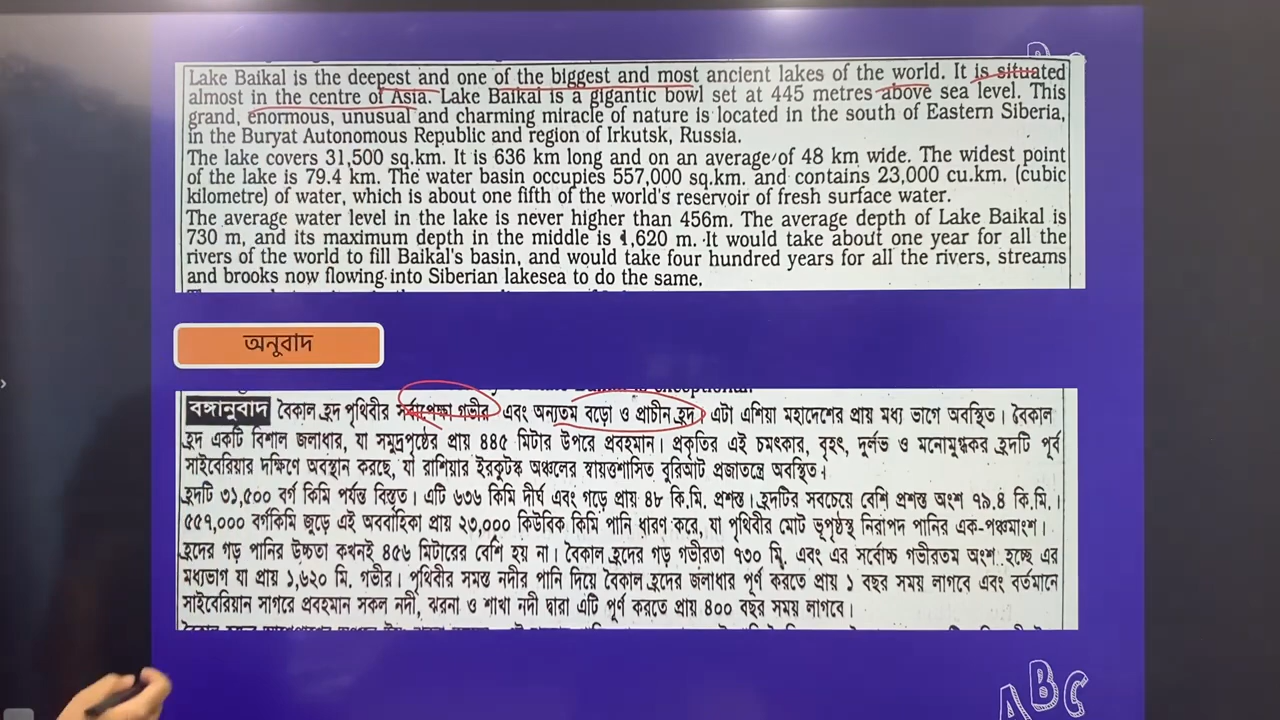 Lake Baikal is the deepest and one of the biggest and most ancient lakes of the world. It is situated
almost in the centre of Asia. Lake Baikal is a gigantic bowl set at 445 metres above sea level. This
grand, enormous, unusual and charming miracle of nature is located in the south of Eastern Siberia,
in the Buryat Autonomous Republic and region of Irkutsk, Russia.
The lake covers 31,500 sq.km. It is 636 km long and on an average of 48 km wide. The widest point
of the lake is 79.4 km. The water basin occupies 557,000 sq.km. and contains 23,000 cu.km. (cubic
kilometre) of water, which is about one fifth of the world's reservoir of fresh surface water.
The average water level in the lake is never higher than 456m. The average depth of Lake Baikal is
730 m, and its maximum depth in the middle is 1,620 m. It would take about one year for all the
rivers of the world to fill Baikal's basin, and would take four hundred years for all the rivers, streams
and brooks now flowing into Siberian lakesea to do the same.
অনুবাদ
বঙ্গানুবাদ বৈকাল হ্রদ পৃথিবীর সর্বাপেক্ষা গভীর এবং অন্যতম বড়ো ও প্রাচীন হ্রদ। এটা এশিয়া মহাদেশের প্রায় মধ্য ভাগে অবস্থিত। বৈকাল
হ্রদ একটি বিশাল জলাধার, যা সমুদ্রপৃষ্ঠের প্রায় ৪৪৫ মিটার উপরে প্রবহমান। প্রকৃতির এই চমৎকার, বৃহৎ, দুর্লভ ও মনোমুগ্ধকর হ্রদটি পূর্ব
সাইবেরিয়ার দক্ষিণে অবস্থান করছে, যা রাশিয়ার ইরকুটস্ক অঞ্চলের স্বায়ত্তশাসিত বুরিআট প্রজাতন্ত্রে অবস্থিত।
হ্রদটি ৩১,৫০০ বর্গ কিমি পর্যন্ত বিস্তৃত। এটি ৬৩৬ কিমি দীর্ঘ এবং গড়ে প্রায় ৪৮ কি.মি. প্রশস্ত। হ্রদটির সবচেয়ে বেশি প্রশস্ত অংশ ৭৯.৪ কি.মি.।
৫৫৭,০০০ বর্গকিমি জুড়ে এই অববাহিকা প্রায় ২৩,০০০ কিউবিক কিমি পানি ধারণ করে, যা পৃথিবীর মোট ভূপৃষ্ঠস্থ নিরাপদ পানির এক-পঞ্চমাংশ।
হ্রদের গড় পানির উচ্চতা কখনই ৪৫৬ মিটারের বেশি হয় না। বৈকাল হ্রদের গড় গভীরতা ৭৩০ মি. এবং এর সর্বোচ্চ গভীরতম অংশ হচ্ছে এর
মধ্যভাগ যা প্রায় ১,৬২০ মি. গভীর। পৃথিবীর সমস্ত নদীর পানি দিয়ে বৈকাল হ্রদের জলাধার পূর্ণ করতে প্রায় ১ বছর সময় লাগবে এবং বর্তমানে
সাইবেরিয়ান সাগরে প্রবহমান সকল নদী, ঝরনা ও শাখা নদী দ্বারা এটি পূর্ণ করতে প্রায় ৪০০ বছর সময় লাগবে।
ABC